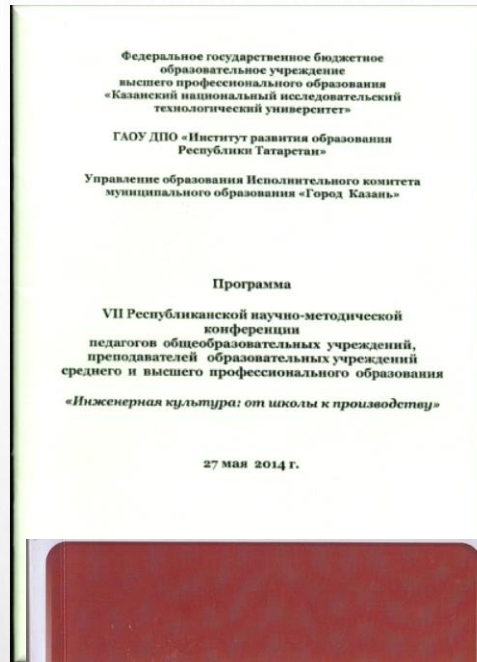 Федеральное государственное бюджетное
образовательное учреждение
высшего профессионального образования
«Казанский национальный исследовательский
технологический университет»
ГАОУ ДПО «Институт развития образования
Республики Татарстан»
Управление образования Исполнительного комитета
муниципального образования «Город Казань»
Программа
VII Республиканской научно-методической
конференции
педагогов общеобразовательных учреждений,
преподавателей образовательных учреждений
среднего и высшего профессионального образования
«Инженерная культура: от школы к производству»
27 мая 2014 г.